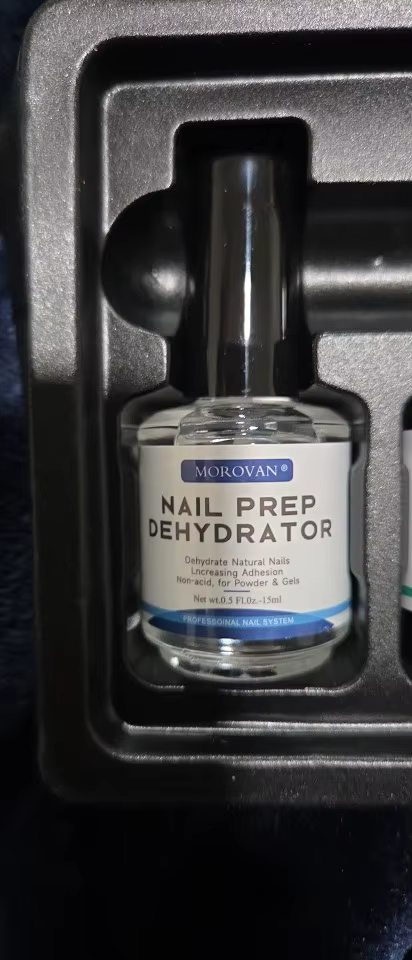 MOROVAN®
NAIL PREP
DEHYDRATOR
Dehydrate Natural Nails
Lncreasing Adhesion
Non-acid, for Powder & Gels
Net wt.0.5 Fl.0z.-15ml
PROFESSOINAL NAIL SYSTEM